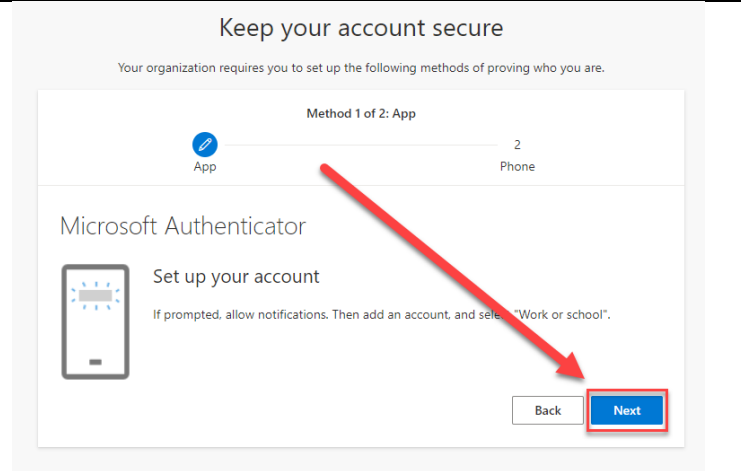 Keep your account secure
Your organization requires you to set up the following methods of proving who you are.
Method 1 of 2: App
2
App
Phone
Microsoft Authenticator
Set up your account
If prompted, allow notifications. Then add an account, and select "Work or school".
Back
Next